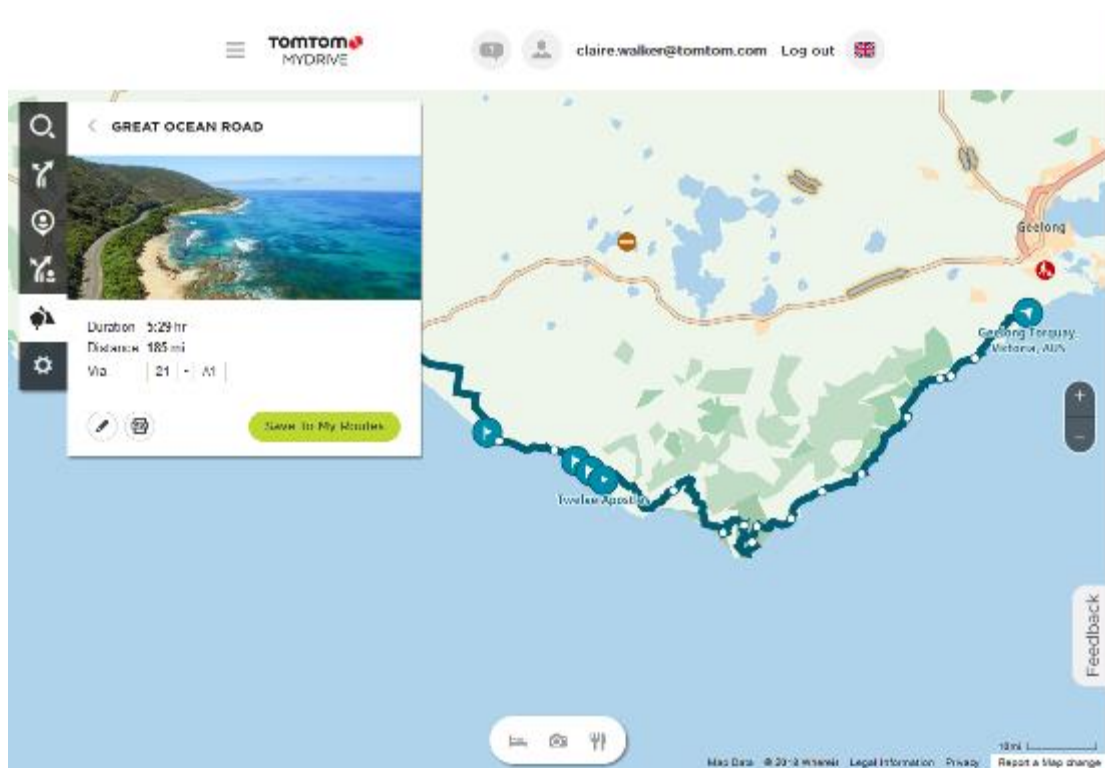 TOMTOM
MYDRIVE
claire.walker@tomtom.com Log out
GREAT OCEAN ROAD
Duration 5:29 hr
Distance 185 mi
Via 21 - A1
Save To My Routes
Geelong
Geelong Torquay,
Victoria, AUS
Twelve Apostles
+
-
Feedback
10mi
Map Data © 2018 Whereis Legal Information Privacy Report a Map change